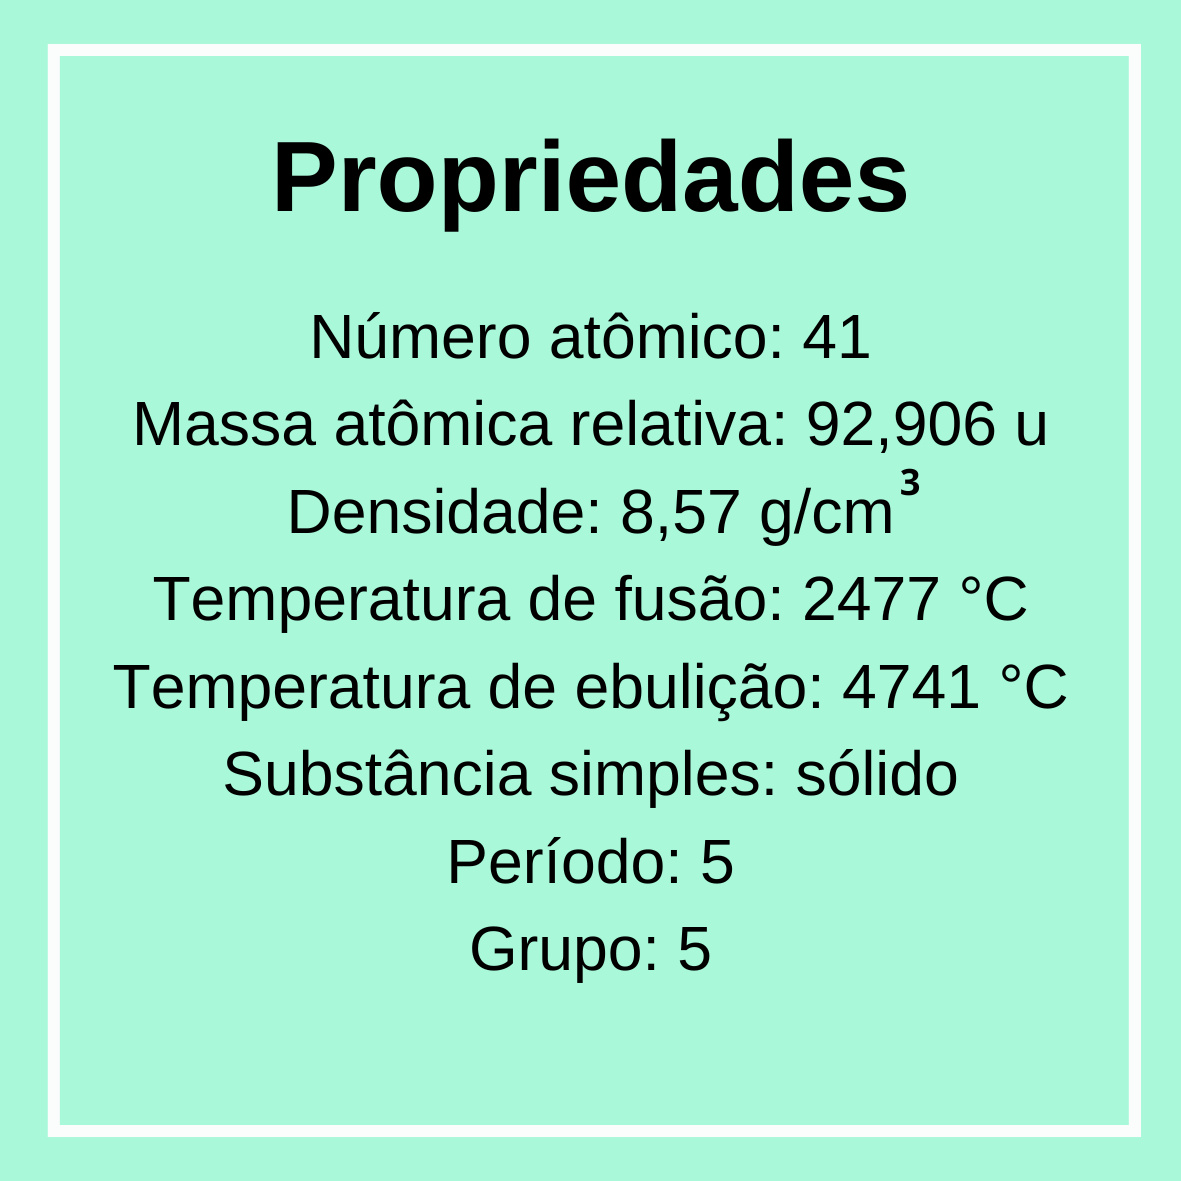 Propriedades
Número atômico: 41
Massa atômica relativa: 92,906 u
Densidade: 8,57 g/cm³
Temperatura de fusão: 2477 °C
Temperatura de ebulição: 4741 °C
Substância simples: sólido
Período: 5
Grupo: 5